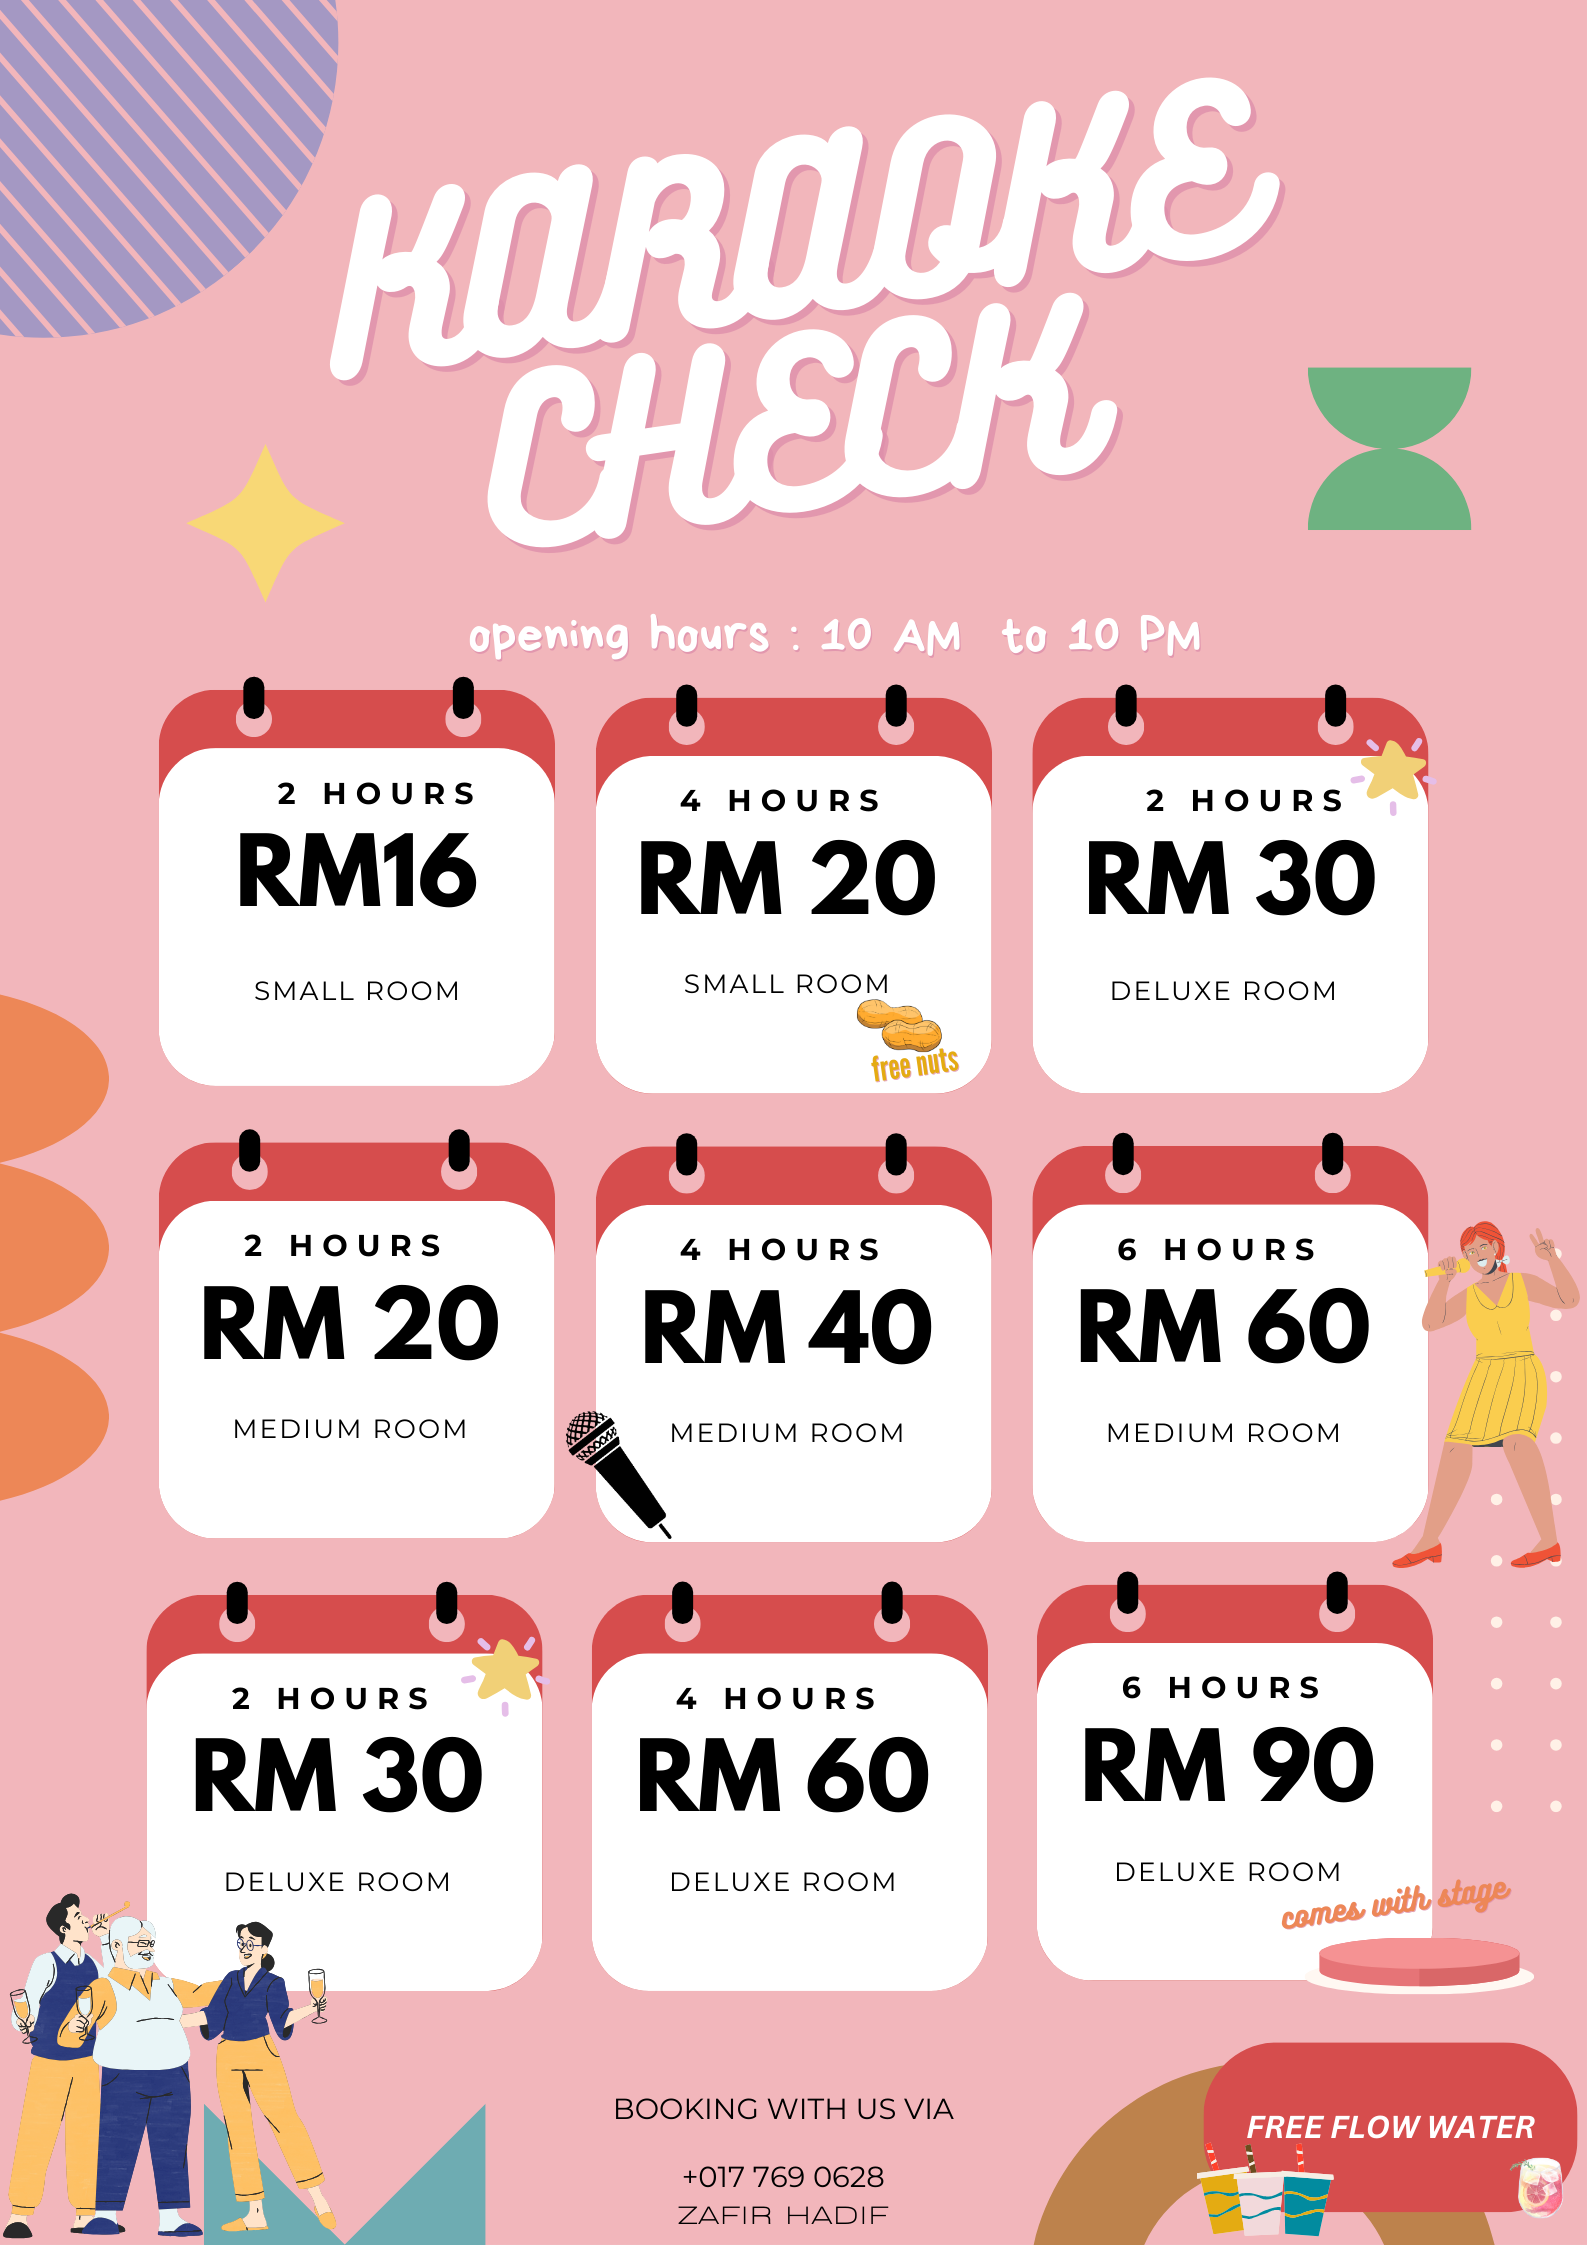 KARAOKE
CHECK
opening hours : 10 AM to 10 PM
2 HOURS
RM16
SMALL ROOM
4 HOURS
RM 20
SMALL ROOM
free nuts
2 HOURS
RM 30
DELUXE ROOM
2 HOURS
RM 20
MEDIUM ROOM
4 HOURS
RM 40
MEDIUM ROOM
6 HOURS
RM 60
MEDIUM ROOM
2 HOURS
RM 30
DELUXE ROOM
4 HOURS
RM 60
DELUXE ROOM
6 HOURS
RM 90
DELUXE ROOM
comes with stage
BOOKING WITH US VIA
+017 769 0628
ZAFIR HADIF
FREE FLOW WATER